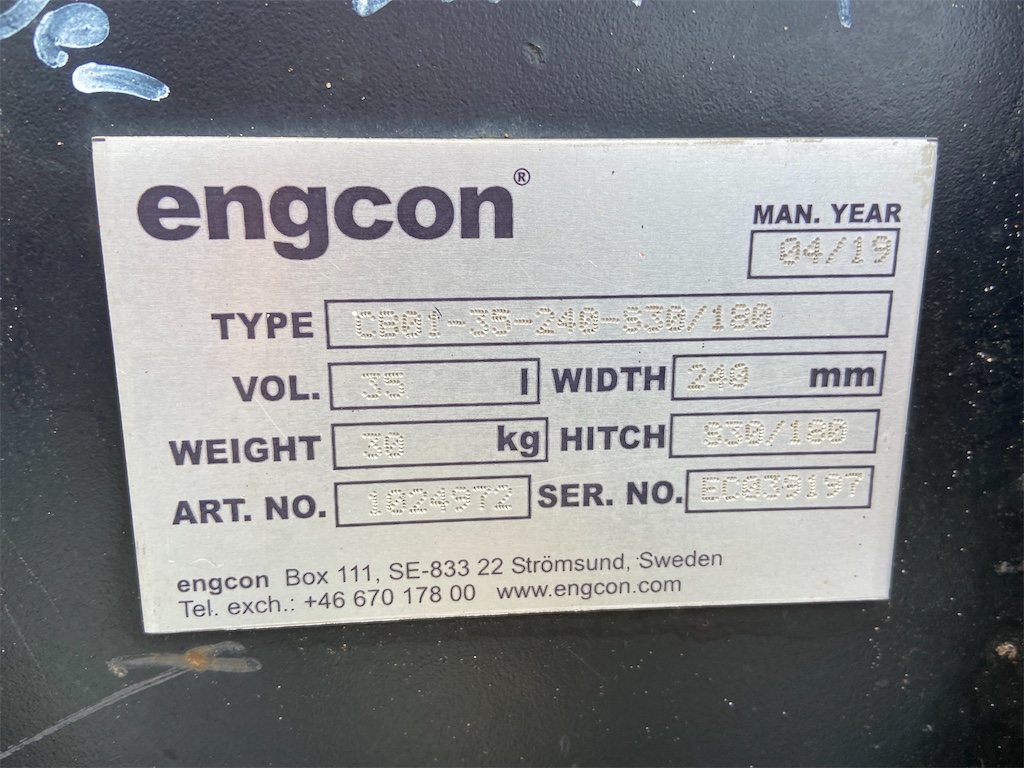 engcon®
MAN. YEAR
04/19
TYPE CB01-35-240-S30/180
VOL. 35 l WIDTH 240 mm
WEIGHT 30 kg HITCH S30/180
ART. NO. 1024972 SER. NO. EC039197
engcon Box 111, SE-833 22 Strömsund, Sweden
Tel. exch.: +46 670 178 00 www.engcon.com